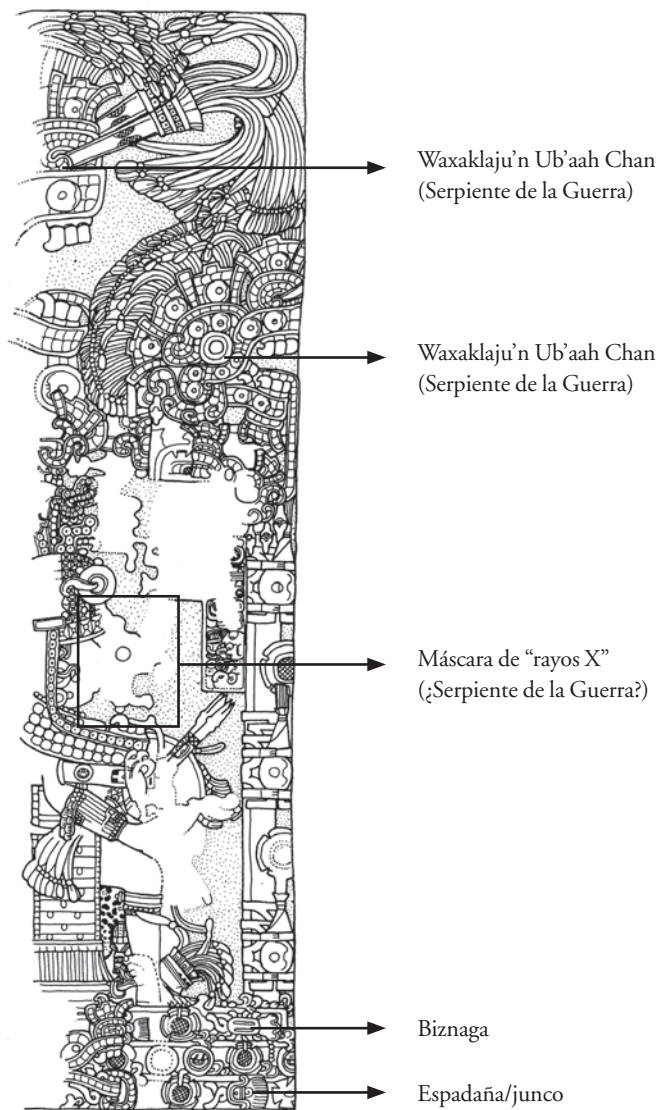 Waxaklaju’n Ub’aah Chan
(Serpiente de la Guerra)
Waxaklaju’n Ub’aah Chan
(Serpiente de la Guerra)
Máscara de “rayos X”
(¿Serpiente de la Guerra?)
Biznaga
Espadaña/junco